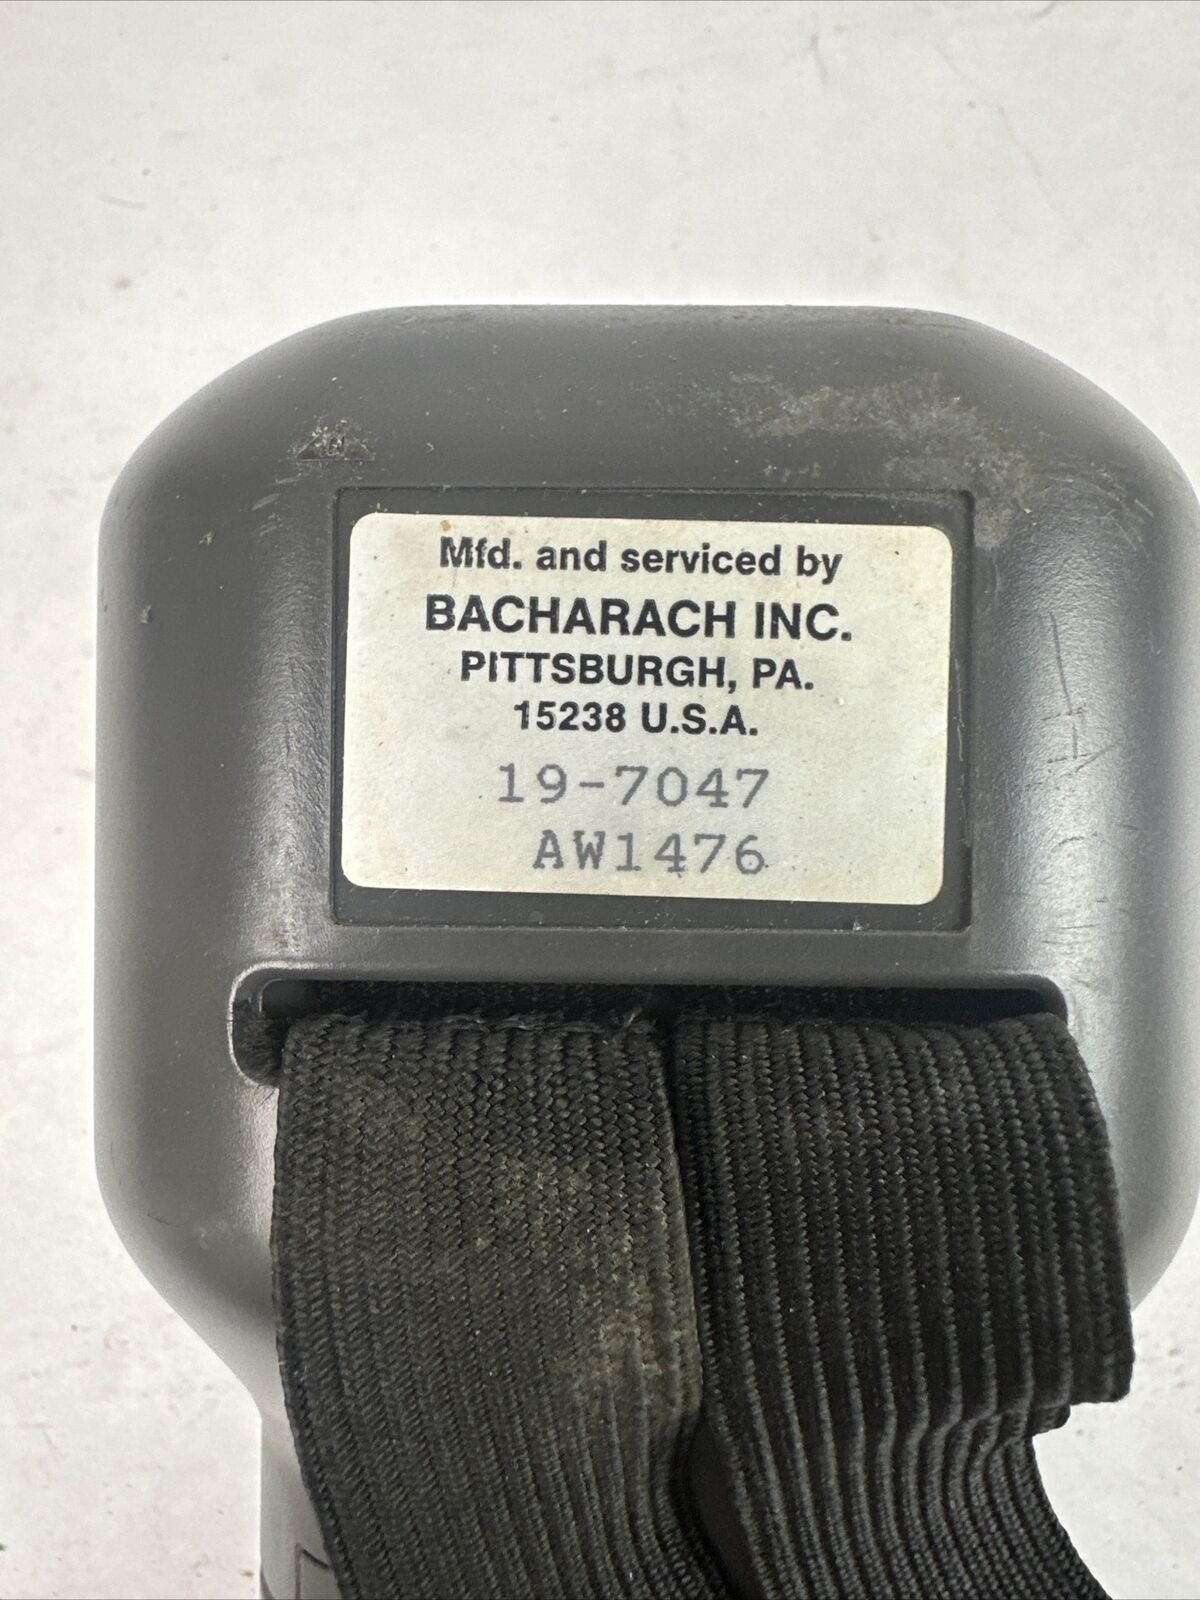 Mfd. and serviced by
BACHARACH INC.
PITTSBURGH, PA.
15238 U.S.A.
19-7047
AW1476